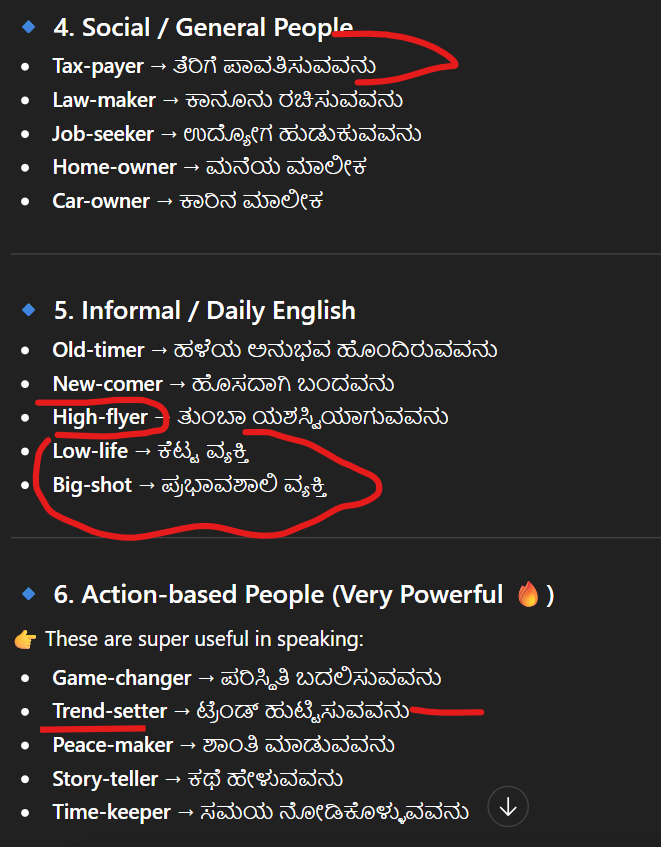 🔹 4. Social / General People
• Tax-payer → ತೆರಿಗೆ ಪಾವತಿಸುವವನು
• Law-maker → ಕಾನೂನು ರಚಿಸುವವನು
• Job-seeker → ಉದ್ಯೋಗ ಹುಡುಕುವವನು
• Home-owner → ಮನೆಯ ಮಾಲೀಕ
• Car-owner → ಕಾರಿನ ಮಾಲೀಕ
🔹 5. Informal / Daily English
• Old-timer → ಹಳೆಯ ಅನುಭವ ಹೊಂದಿರುವವನು
• New-comer → ಹೊಸದಾಗಿ ಬಂದವನು
• High-flyer → ತುಂಬಾ ಯಶಸ್ವಿಯಾಗುವವನು
• Low-life → ಕೆಟ್ಟ ವ್ಯಕ್ತಿ
• Big-shot → ಪ್ರಭಾವಶಾಲಿ ವ್ಯಕ್ತಿ
🔹 6. Action-based People (Very Powerful 🔥 )
👉 These are super useful in speaking:
• Game-changer → ಪರಿಸ್ಥಿತಿ ಬದಲಿಸುವವನು
• Trend-setter → ಟ್ರೆಂಡ್ ಹುಟ್ಟಿಸುವವನು
• Peace-maker → ಶಾಂತಿ ಮಾಡುವವನು
• Story-teller → ಕಥೆ ಹೇಳುವವನು
• Time-keeper → ಸಮಯ ನೋಡಿಕೊಳ್ಳುವವನು